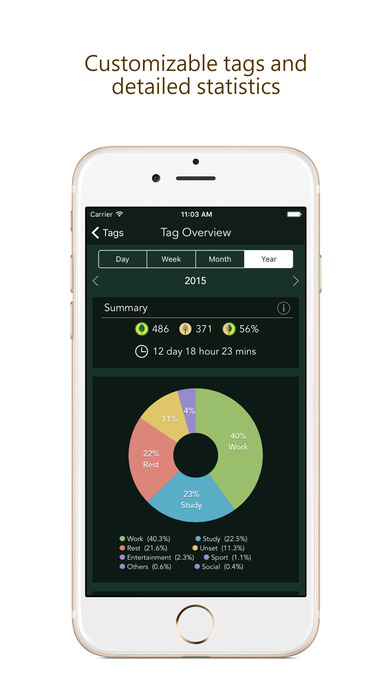 Customizable tags and
detailed statistics
Carrier 11:03 AM
Tags Tag Overview
Day Week Month Year
2015
Summary
486 371 56%
12 day 18 hour 23 mins
4%
11%
40%
Work
22%
Rest
23%
Study
Work (40.3%) Study (22.5%)
Rest (21.6%) Unset (11.3%)
Entertainment (2.3%) Sport (1.1%)
Others (0.6%) Social (0.4%)